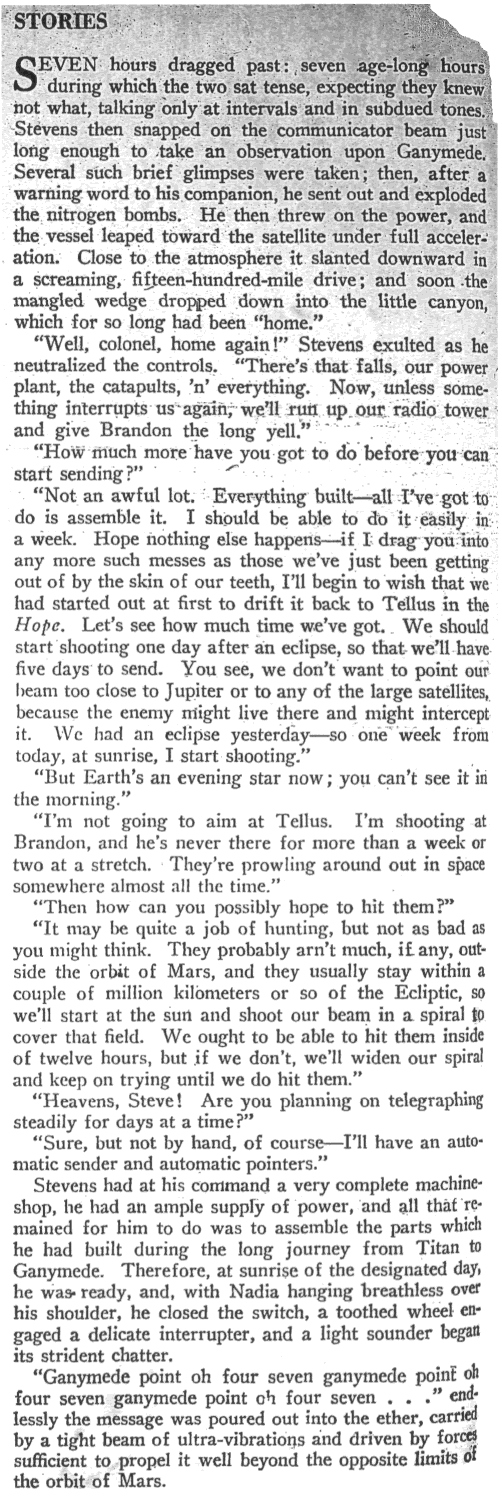 STORIES
SEVEN hours dragged past: seven age-long hours
during which the two sat tense, expecting they knew
not what, talking only at intervals and in subdued tones.
Stevens then snapped on the communicator beam just
long enough to take an observation upon Ganymede.
Several such brief glimpses were taken; then, after a
warning word to his companion, he sent out and exploded
the nitrogen bombs. He then threw on the power, and
the vessel leaped toward the satellite under full acceler-
ation. Close to the atmosphere it slanted downward in
a screaming, fifteen-hundred-mile drive; and soon the
mangled wedge dropped down into the little canyon,
which for so long had been "home."
"Well, colonel, home again!" Stevens exulted as he
neutralized the controls. "There's that falls, our power
plant, the catapults, 'n' everything. Now, unless some-
thing interrupts us again, we'll run up our radio tower
and give Brandon the long yell."
"How much more have you got to do before you can
start sending?"
"Not an awful lot. Everything built—all I've got to
do is assemble it. I should be able to do it easily in
a week. Hope nothing else happens—if I drag you into
any more such messes as those we've just been getting
out of by the skin of our teeth, I'll begin to wish that we
had started out at first to drift it back to Tellus in the
Hope. Let's see how much time we've got. We should
start shooting one day after an eclipse, so that we'll have
five days to send. You see, we don't want to point our
beam too close to Jupiter or to any of the large satellites,
because the enemy might live there and might intercept
it. We had an eclipse yesterday—so one week from
today, at sunrise, I start shooting."
"But Earth's an evening star now; you can't see it in
the morning."
"I'm not going to aim at Tellus. I'm shooting at
Brandon, and he's never there for more than a week or
two at a stretch. They're prowling around out in space
somewhere almost all the time."
"Then how can you possibly hope to hit them?"
"It may be quite a job of hunting, but not as bad as
you might think. They probably arn't much, if any, out-
side the orbit of Mars, and they usually stay within a
couple of million kilometers or so of the Ecliptic, so
we'll start at the sun and shoot our beam in a spiral to
cover that field. We ought to be able to hit them inside
of twelve hours, but if we don't, we'll widen our spiral
and keep on trying until we do hit them."
"Heavens, Steve! Are you planning on telegraphing
steadily for days at a time?"
"Sure, but not by hand, of course—I'll have an auto-
matic sender and automatic pointers."
Stevens had at his command a very complete machine-
shop, he had an ample supply of power, and all that re-
mained for him to do was to assemble the parts which
he had built during the long journey from Titan to
Ganymede. Therefore, at sunrise of the designated day,
he was ready, and, with Nadia hanging breathless over
his shoulder, he closed the switch, a toothed wheel en-
gaged a delicate interrupter, and a light sounder began
its strident chatter.
"Ganymede point oh four seven ganymede point oh
four seven ganymede point oh four seven . . ." end-
lessly the message was poured out into the ether, carried
by a tight beam of ultra-vibrations and driven by forces
sufficient to propel it well beyond the opposite limits of
the orbit of Mars.